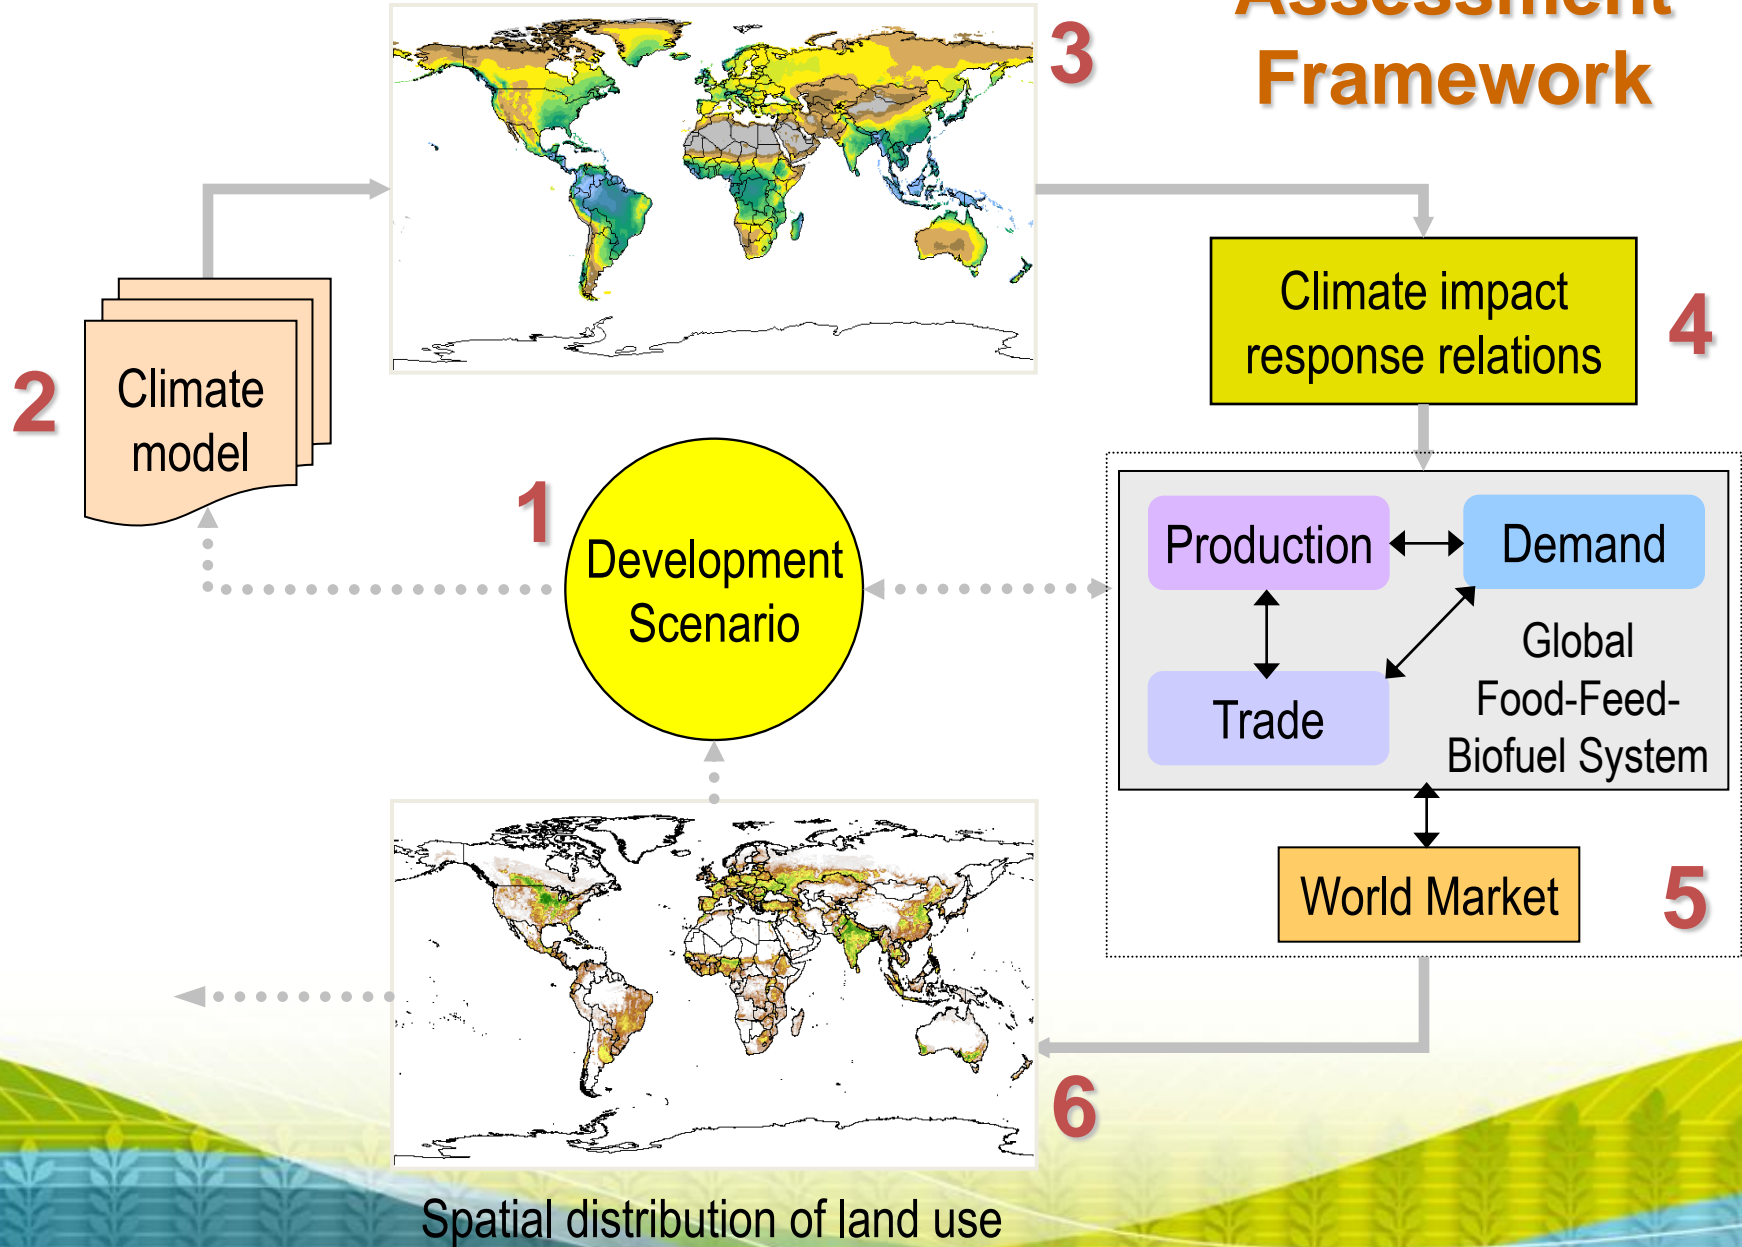 Assessment
Framework
3
Climate impact
response relations
4
2
Climate
model
1
Development
Scenario
Production
Demand
Trade
Global
Food-Feed-
Biofuel System
World Market
5
6
Spatial distribution of land use